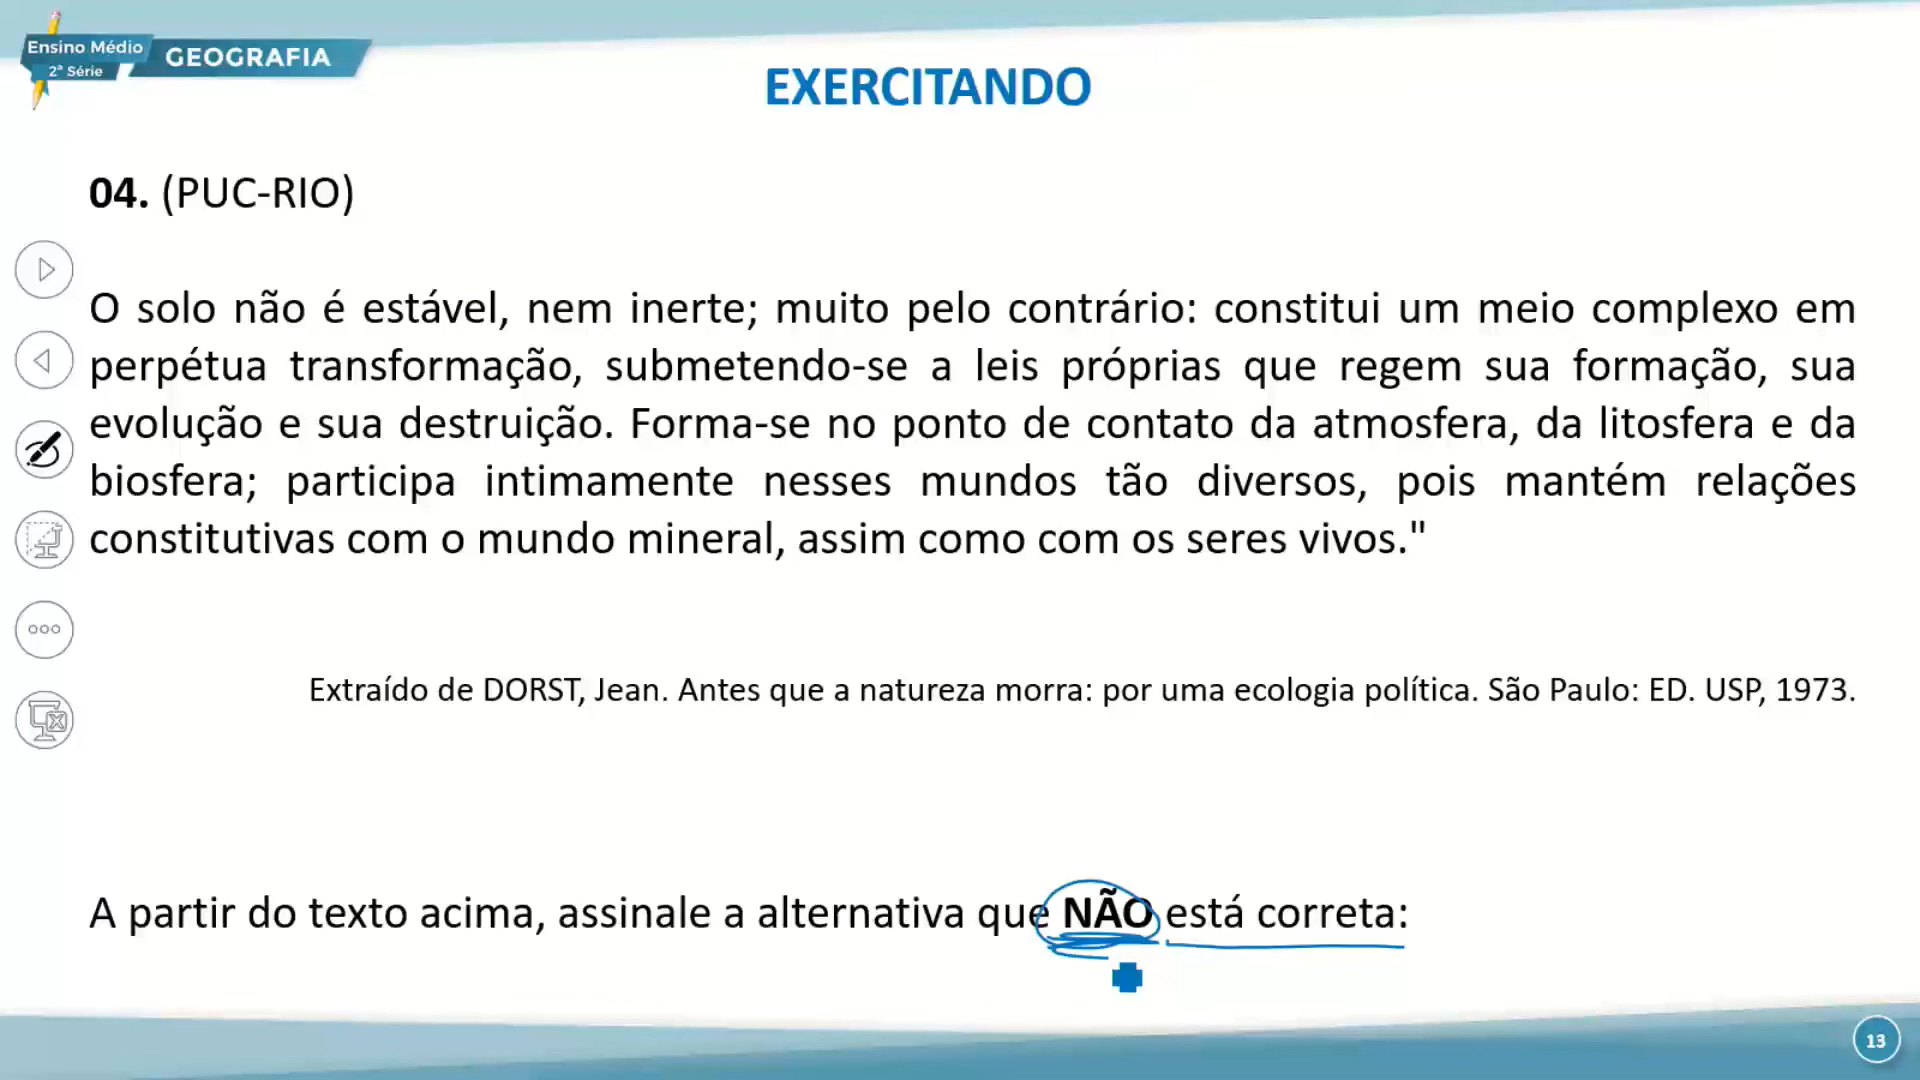 Ensino Médio
2ª Série
GEOGRAFIA
EXERCITANDO
04. (PUC-RIO)
O solo não é estável, nem inerte; muito pelo contrário: constitui um meio complexo em
perpétua transformação, submetendo-se a leis próprias que regem sua formação, sua
evolução e sua destruição. Forma-se no ponto de contato da atmosfera, da litosfera e da
biosfera; participa intimamente nesses mundos tão diversos, pois mantém relações
constitutivas com o mundo mineral, assim como com os seres vivos."
Extraído de DORST, Jean. Antes que a natureza morra: por uma ecologia política. São Paulo: ED. USP, 1973.
A partir do texto acima, assinale a alternativa que NÃO está correta:
13